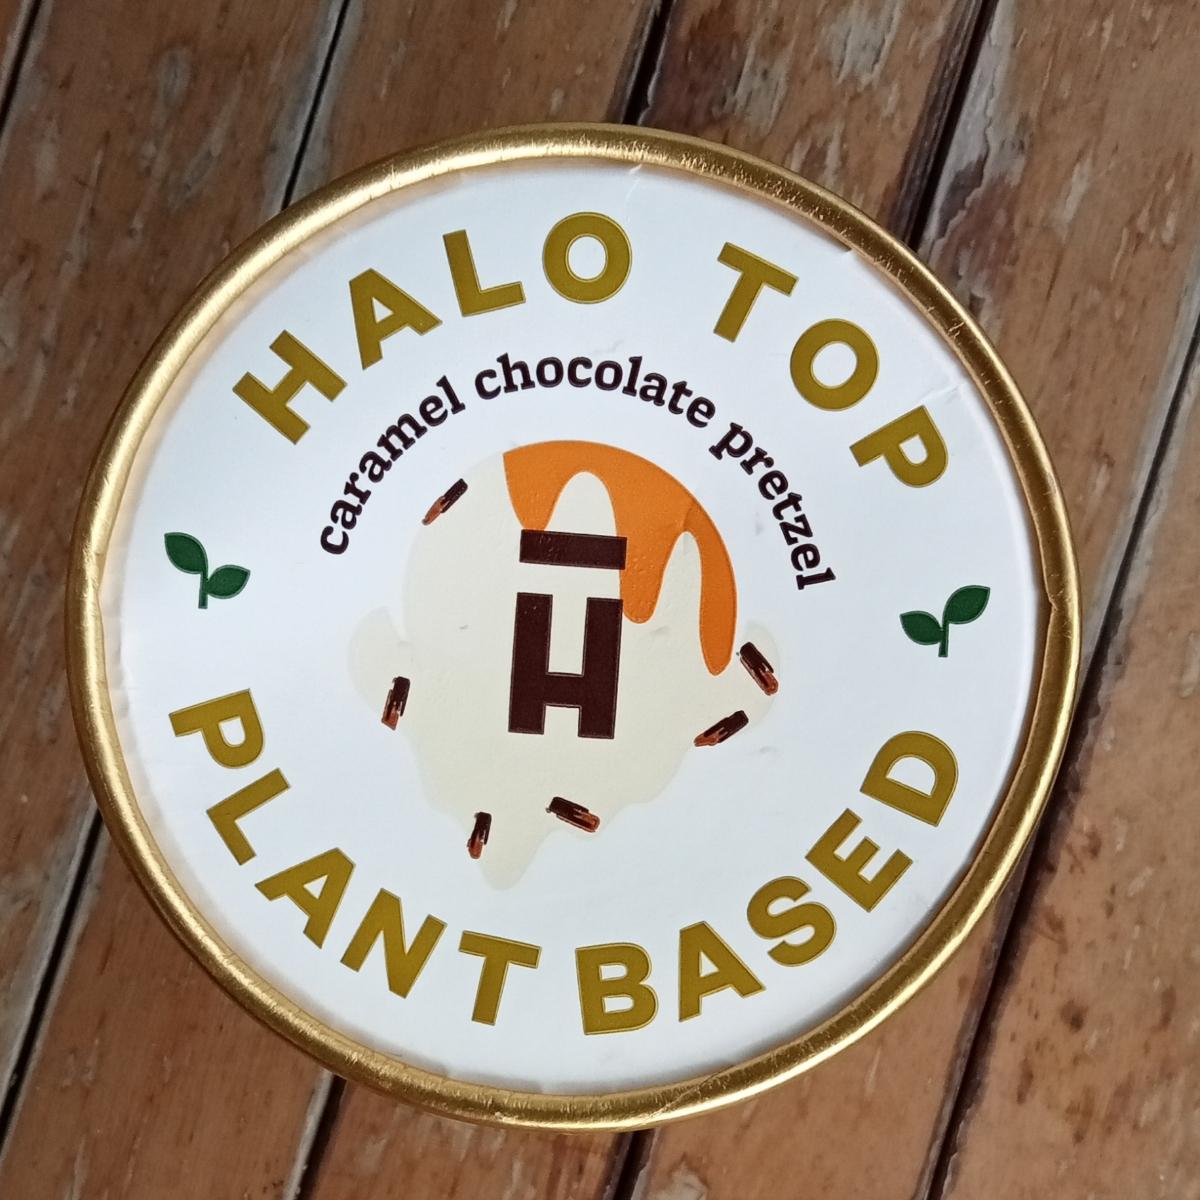 HALO TOP
caramel chocolate pretzel
H
PLANT BASED